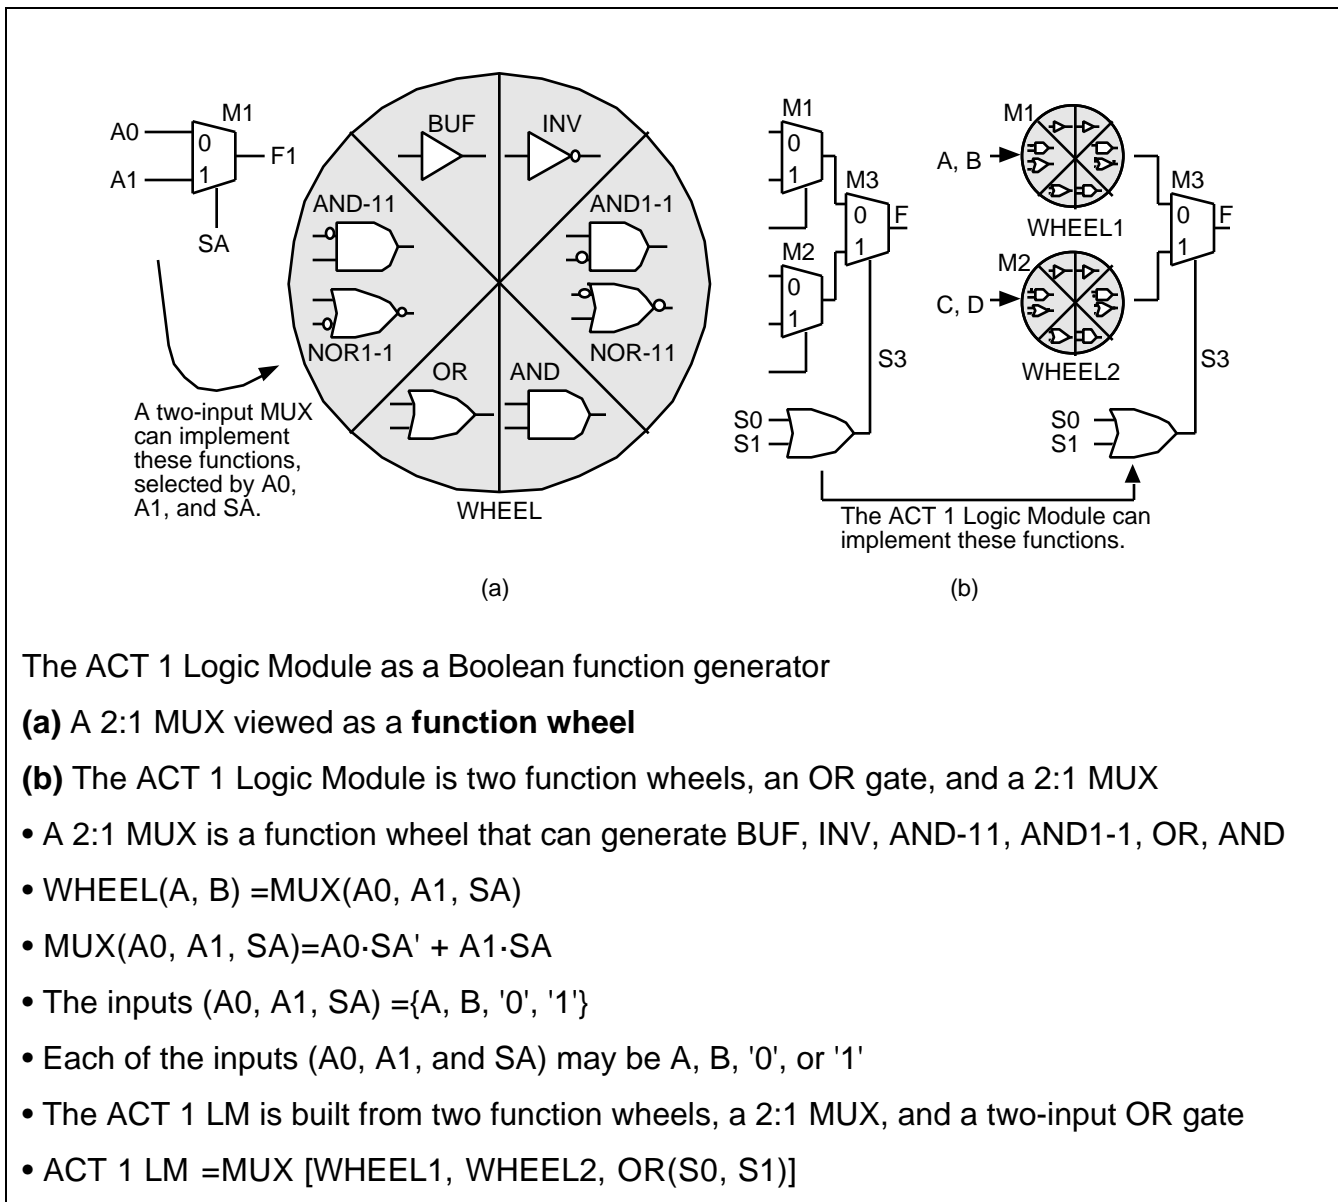 M1
A0
0
F1
A1
1
SA
A two-input MUX
can implement
these functions,
selected by A0,
A1, and SA.
BUF
INV
AND-11
AND1-1
NOR1-1
NOR-11
OR
AND
WHEEL
(a)
M1
0
1
M3
0
F
1
M2
0
1
S3
S0
S1
M1
A, B
WHEEL1
M3
0
F
1
M2
C, D
WHEEL2
S3
S0
S1
The ACT 1 Logic Module can
implement these functions.
(b)
The ACT 1 Logic Module as a Boolean function generator
(a) A 2:1 MUX viewed as a function wheel
(b) The ACT 1 Logic Module is two function wheels, an OR gate, and a 2:1 MUX
• A 2:1 MUX is a function wheel that can generate BUF, INV, AND-11, AND1-1, OR, AND
• WHEEL(A, B) =MUX(A0, A1, SA)
• MUX(A0, A1, SA)=A0·SA' + A1·SA
• The inputs (A0, A1, SA) ={A, B, '0', '1'}
• Each of the inputs (A0, A1, and SA) may be A, B, '0', or '1'
• The ACT 1 LM is built from two function wheels, a 2:1 MUX, and a two-input OR gate
• ACT 1 LM =MUX [WHEEL1, WHEEL2, OR(S0, S1)]